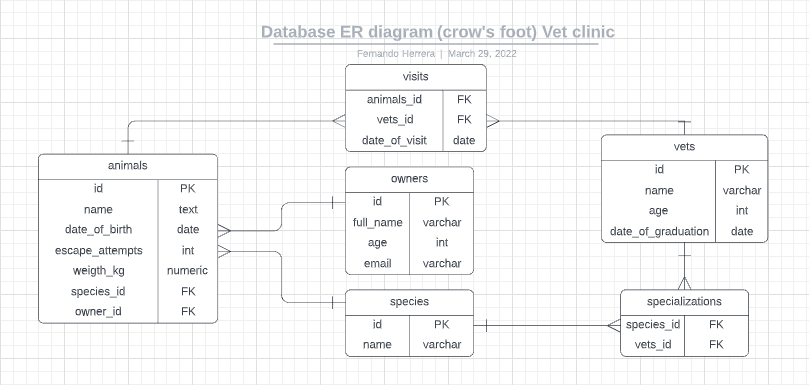 Database ER diagram (crow's foot) Vet clinic
Fernando Herrera | March 29, 2022
visits
animals_id FK
vets_id FK
date_of_visit date
animals
id PK
name text
date_of_birth date
escape_attempts int
weigth_kg numeric
species_id FK
owner_id FK
owners
id PK
full_name varchar
age int
email varchar
species
id PK
name varchar
vets
id PK
name varchar
age int
date_of_graduation date
specializations
species_id FK
vets_id FK